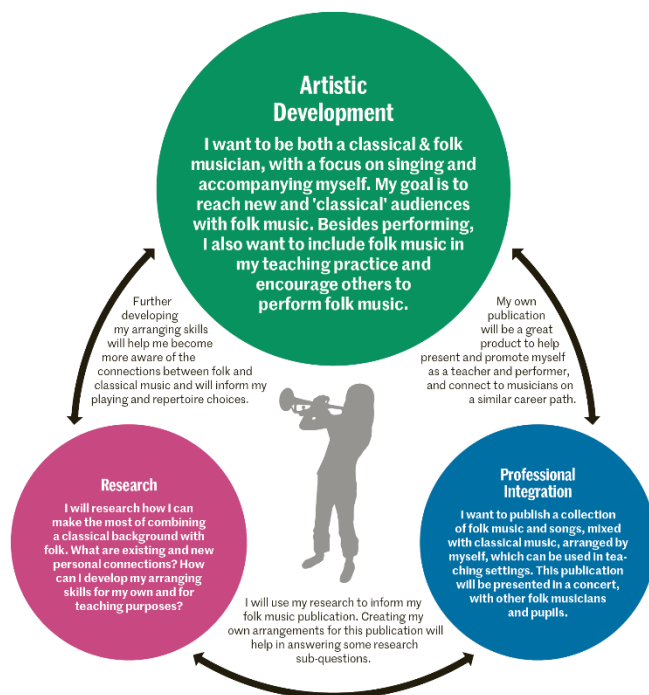 Artistic
Development
I want to be both a classical & folk
musician, with a focus on singing and
accompanying myself. My goal is to
reach new and 'classical' audiences
with folk music. Besides performing,
I also want to include folk music in
my teaching practice and
encourage others to
perform folk music.
Further
developing
my arranging skills
will help me become
more aware of the
connections between folk and
classical music and will inform my
playing and repertoire choices.
My own
publication
will be a great
product to help
present and promote myself
as a teacher and performer,
and connect to musicians on
a similar career path.
Research
I will research how I can
make the most of combining
a classical background with
folk. What are existing and new
personal connections? How
can I develop my arranging
skills for my own and for
teaching purposes?
Professional
Integration
I want to publish a collection
of folk music and songs, mixed
with classical music, arranged by
myself, which can be used in tea-
ching settings. This publication
will be presented in a concert,
with other folk musicians
and pupils.
I will use my research to inform my
folk music publication. Creating my
own arrangements for this publication will
help in answering some research
sub-questions.